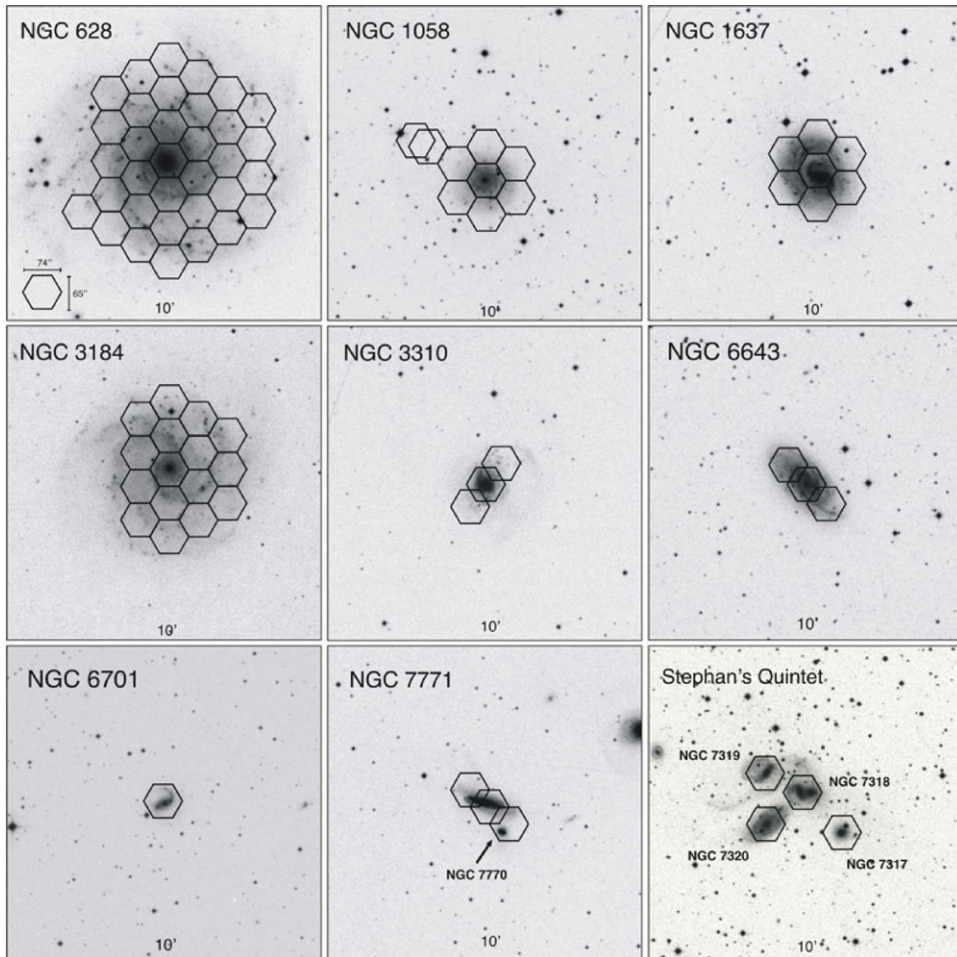 NGC 628
74"
65"
10'
NGC 1058
10'
NGC 1637
10'
NGC 3184
10'
NGC 3310
10'
NGC 6643
10'
NGC 6701
10'
NGC 7771
NGC 7770
10'
Stephan's Quintet
NGC 7319
NGC 7318
NGC 7320
NGC 7317
10'